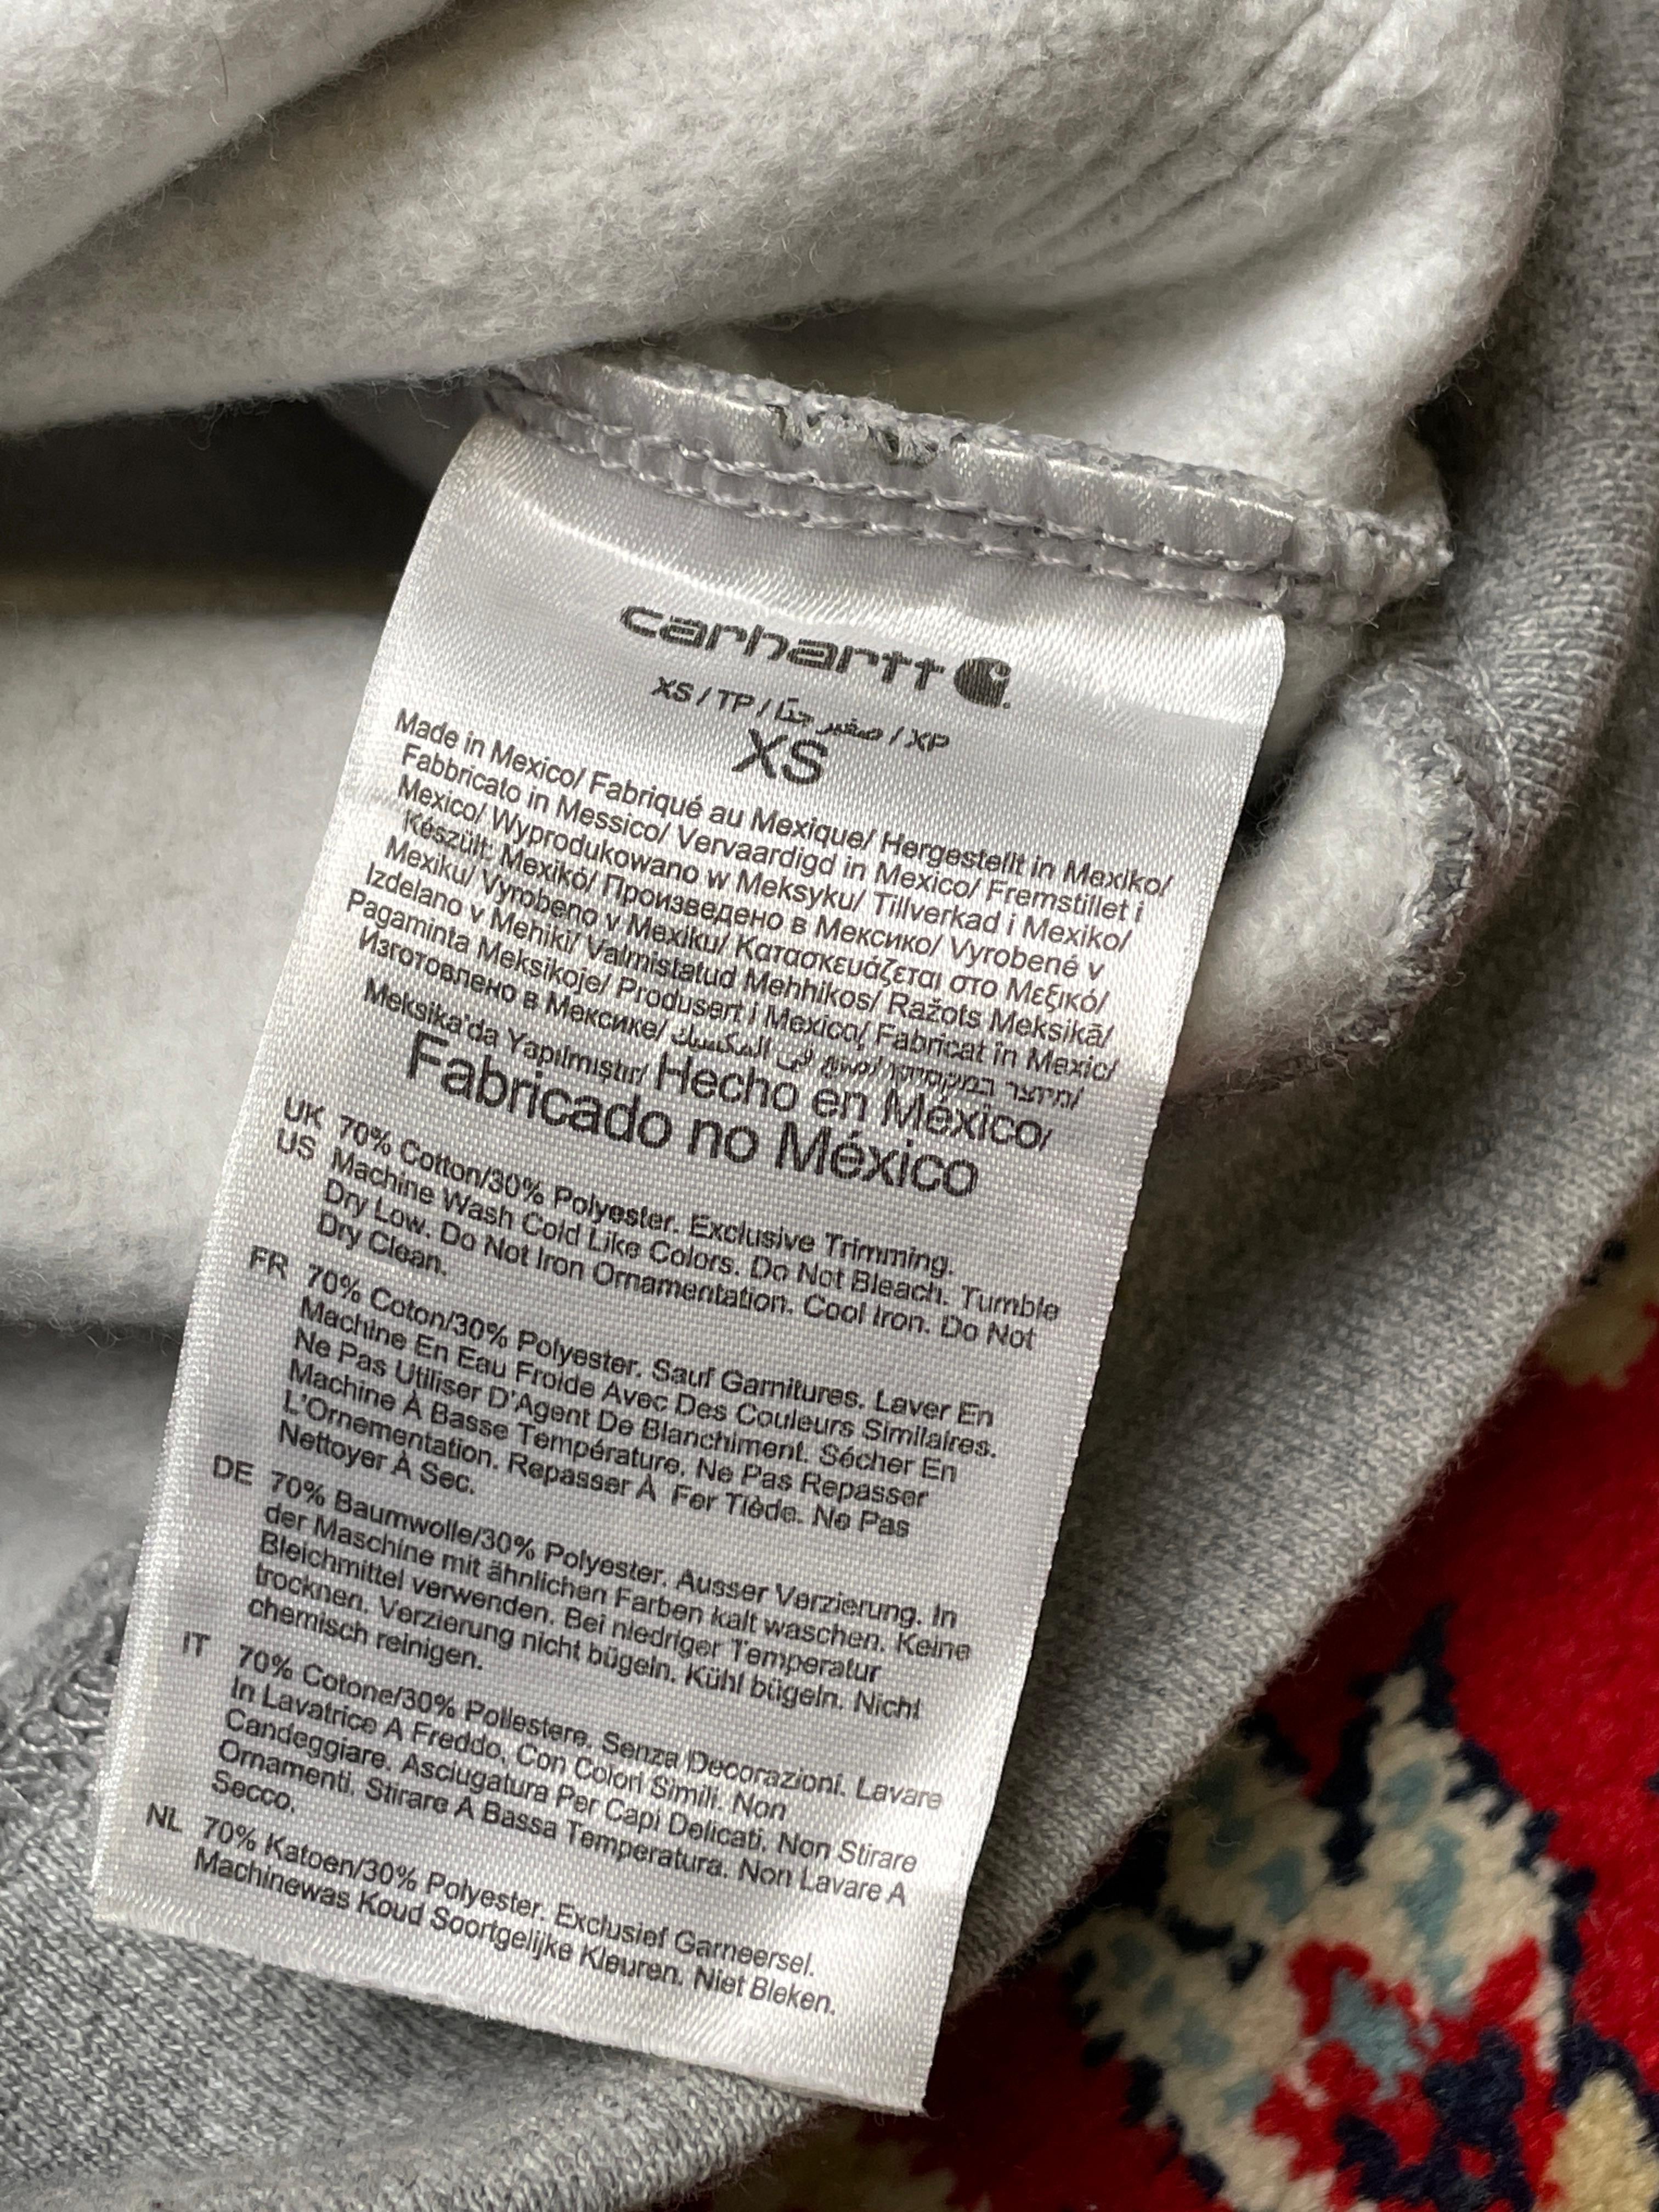 carhartt
XS / TP / صغير جدًا / XP
XS
Made in Mexico/ Fabriqué au Mexique/ Hergestellt in Mexiko/
Fabbricato in Messico/ Vervaardigd in Mexico/ Fremstillet i
Mexico/ Wyprodukowano w Meksyku/ Tillverkad i Mexiko/
Készült: Mexikó/ Произведено в Мексико/ Vyrobené v
Mexiku/ Vyrobeno v Mexiku/ Κατασκευάζεται στο Μεξικό/
Izdelano v Mehiki/ Valmistatud Mehhikos/ Ražots Meksikā/
Pagaminta Meksikoje/ Produsert i Mexico/ Fabricat în Mexic/
Изготовлено в Мексике/ صنع في المكسيك/ מיוצר במקסיקו/
Meksika'da Yapılmıştır/ Hecho en México/
Fabricado no México
UK 70% Cotton/30% Polyester. Exclusive Trimming.
US Machine Wash Cold Like Colors. Do Not Bleach. Tumble
Dry Low. Do Not Iron Ornamentation. Cool Iron. Do Not
Dry Clean.
FR 70% Coton/30% Polyester. Sauf Garnitures. Laver En
Machine En Eau Froide Avec Des Couleurs Similaires.
Ne Pas Utiliser D'Agent De Blanchiment. Sécher En
Machine À Basse Température. Ne Pas Repasser
L'Ornementation. Repasser À Fer Tiède. Ne Pas
Nettoyer À Sec.
DE 70% Baumwolle/30% Polyester. Ausser Verzierung. In
der Maschine mit ähnlichen Farben kalt waschen. Keine
Bleichmittel verwenden. Bei niedriger Temperatur
trocknen. Verzierung nicht bügeln. Kühl bügeln. Nicht
chemisch reinigen.
IT 70% Cotone/30% Poliestere. Senza Decorazioni. Lavare
In Lavatrice A Freddo, Con Colori Simili. Non
Candeggiare. Asciugatura Per Capi Delicati. Non Stirare
Ornamenti. Stirare A Bassa Temperatura. Non Lavare A
Secco.
NL 70% Katoen/30% Polyester. Exclusief Garneersel.
Machinewas Koud Soortgelijke Kleuren. Niet Bleken.